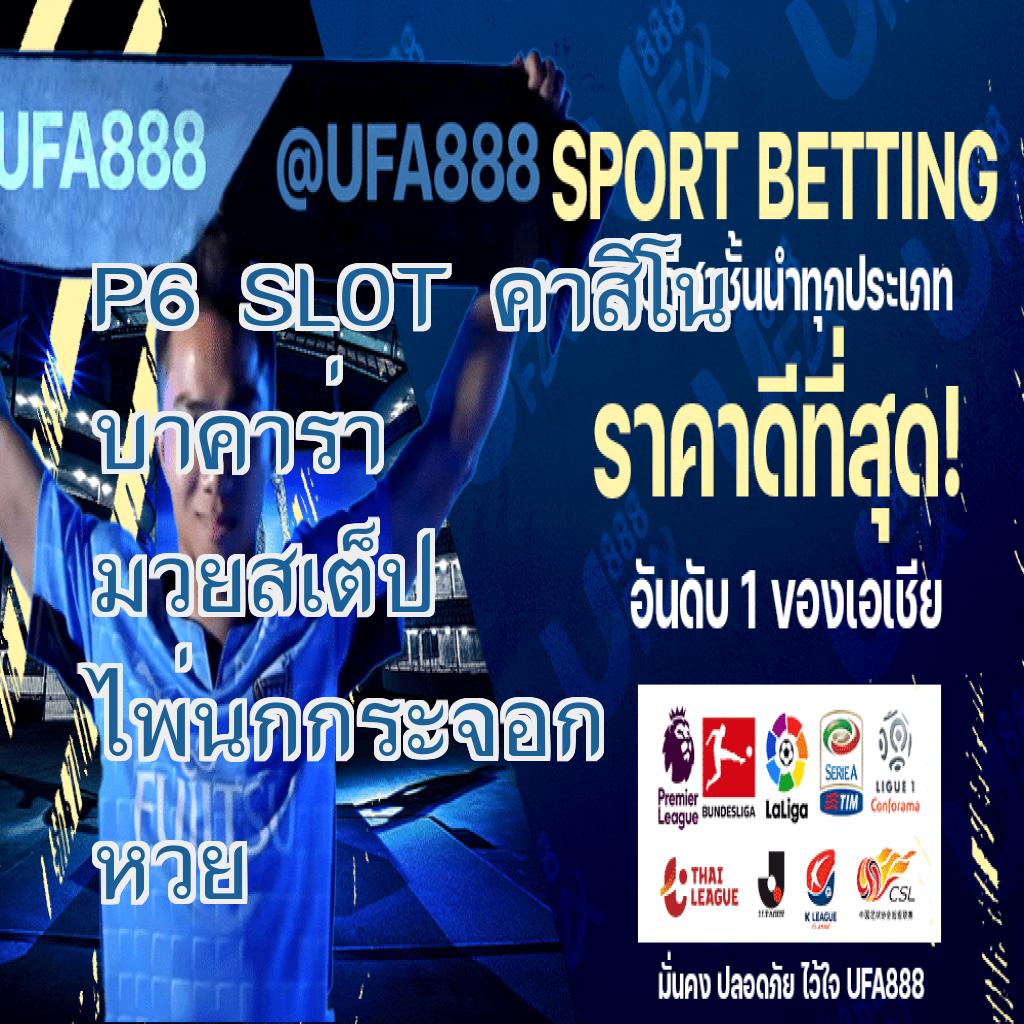 UFA888
@UFA888
SPORT BETTING
P6 SLOT คาสิโน
ชั้นนำทุกประเภท
บาคาร่า
ราคาดีที่สุด!
มวยสเต็ป
อันดับ 1 ของเอเชีย
ไพ่นกกระจอก
หวย
FUJITSU
Premier League
BUNDESLIGA
LaLiga
SERIE A
TIM
LIGUE 1
Conforama
THAI LEAGUE
J.LEAGUE
K LEAGUE
CSL
มั่นคง ปลอดภัย ไว้ใจ UFA888